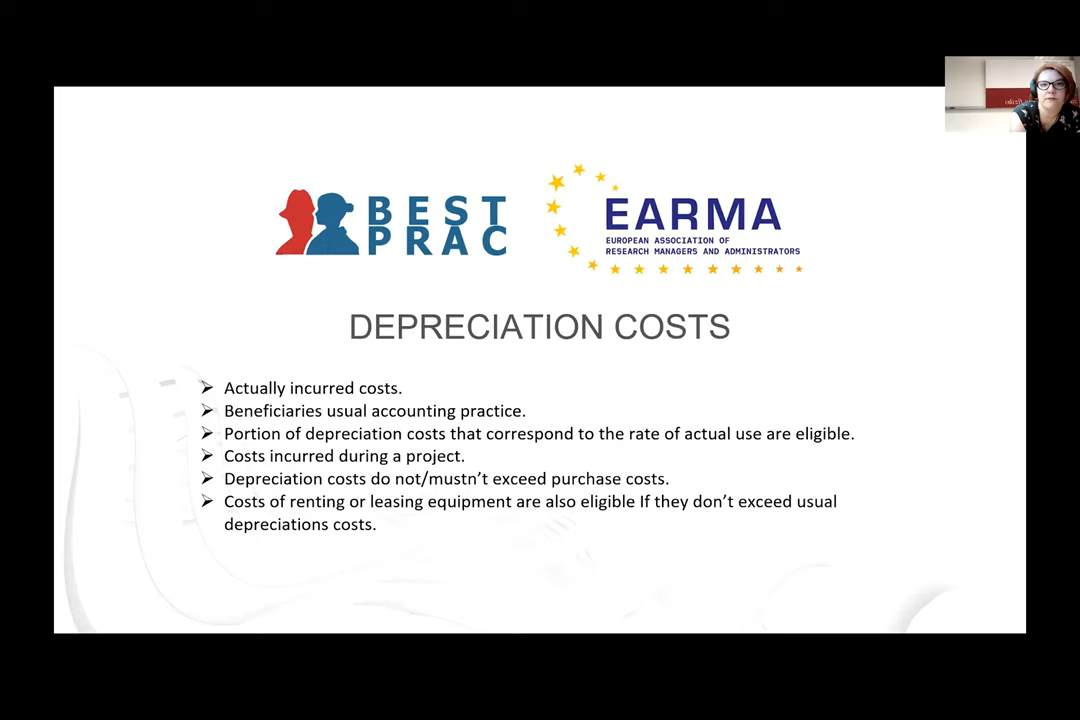 BEST
PRAC
EARMA
EUROPEAN ASSOCIATION OF
RESEARCH MANAGERS AND ADMINISTRATORS
DEPRECIATION COSTS
Actually incurred costs.
Beneficiaries usual accounting practice.
Portion of depreciation costs that correspond to the rate of actual use are eligible.
Costs incurred during a project.
Depreciation costs do not/mustn't exceed purchase costs.
Costs of renting or leasing equipment are also eligible If they don't exceed usual
depreciations costs.